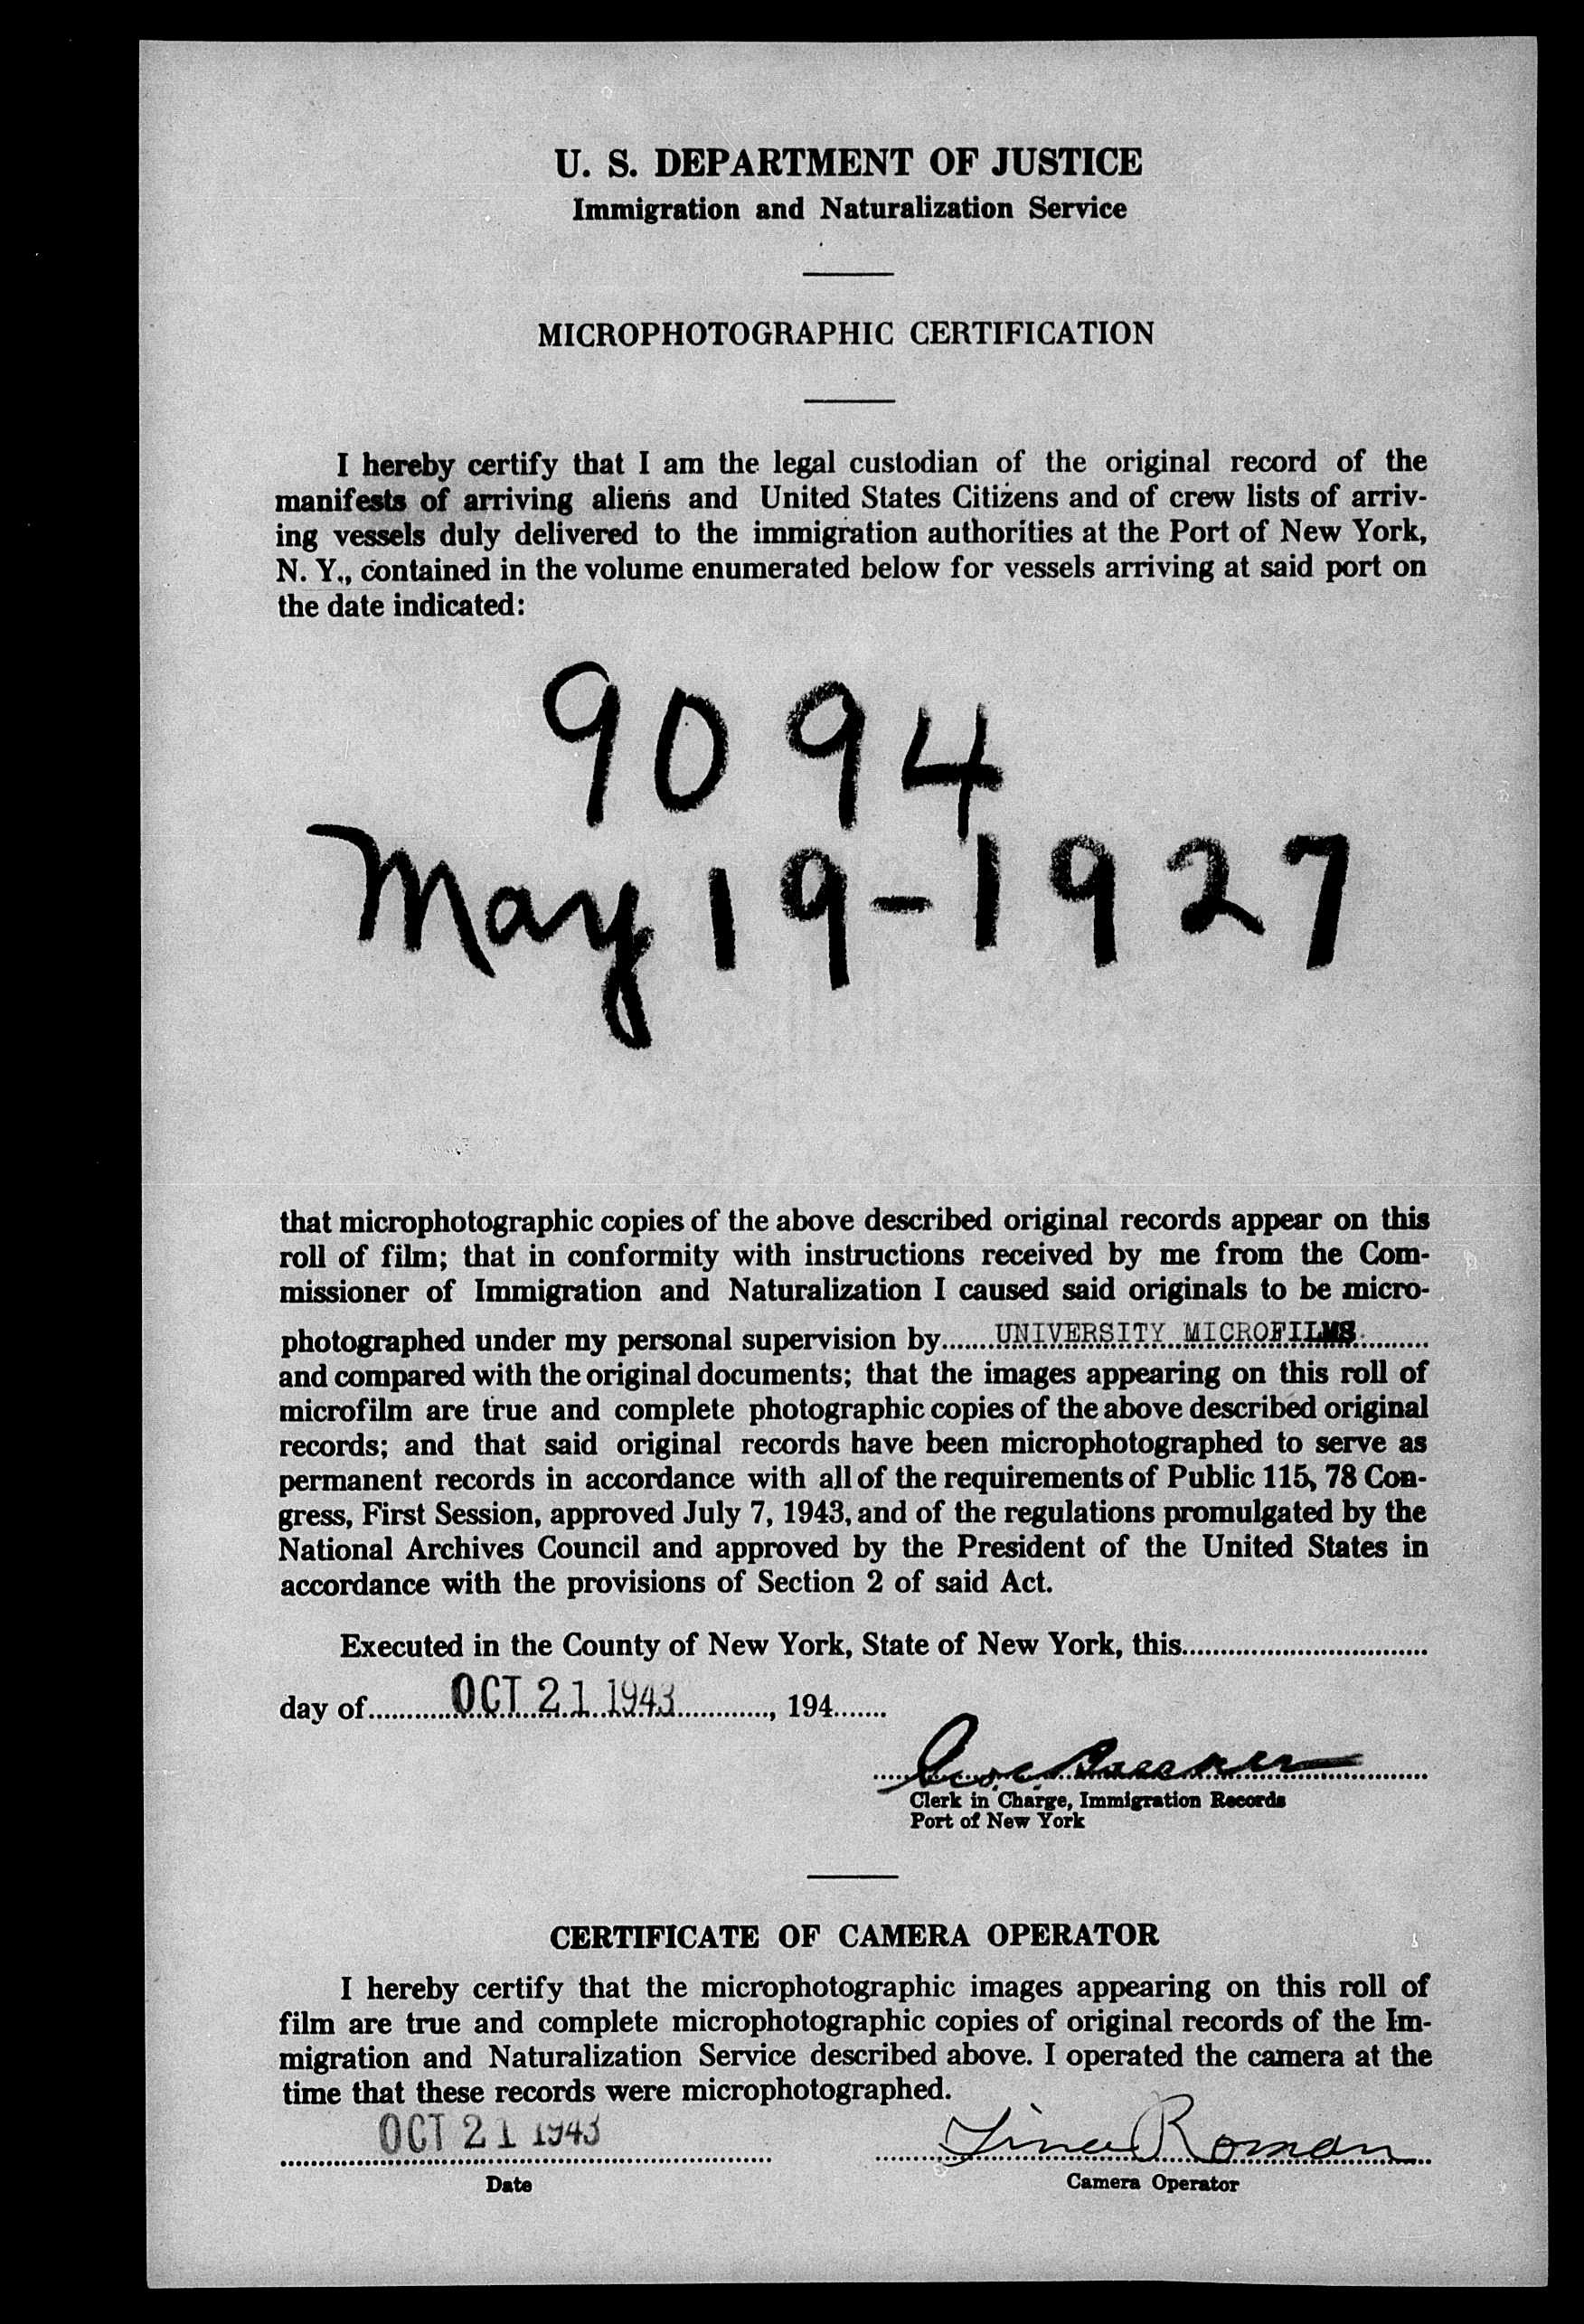 U. S. DEPARTMENT OF JUSTICE
Immigration and Naturalization Service
MICROPHOTOGRAPHIC CERTIFICATION
I hereby certify that I am the legal custodian of the original record of the
manifests of arriving aliens and United States Citizens and of crew lists of arriv-
ing vessels duly delivered to the immigration authorities at the Port of New York,
N. Y., contained in the volume enumerated below for vessels arriving at said port on
the date indicated:
9094
May 19-1927
that microphotographic copies of the above described original records appear on this
roll of film; that in conformity with instructions received by me from the Com-
missioner of Immigration and Naturalization I caused said originals to be micro-
photographed under my personal supervision by UNIVERSITY MICROFILMS
and compared with the original documents; that the images appearing on this roll of
microfilm are true and complete photographic copies of the above described original
records; and that said original records have been microphotographed to serve as
permanent records in accordance with all of the requirements of Public 115, 78 Con-
gress, First Session, approved July 7, 1943, and of the regulations promulgated by the
National Archives Council and approved by the President of the United States in
accordance with the provisions of Section 2 of said Act.
Executed in the County of New York, State of New York, this
day of OCT 21 1943, 194
Clerk in Charge, Immigration Records
Port of New York
CERTIFICATE OF CAMERA OPERATOR
I hereby certify that the microphotographic images appearing on this roll of
film are true and complete microphotographic copies of original records of the Im-
migration and Naturalization Service described above. I operated the camera at the
time that these records were microphotographed.
OCT 21 1943 Roman
Date Camera Operator